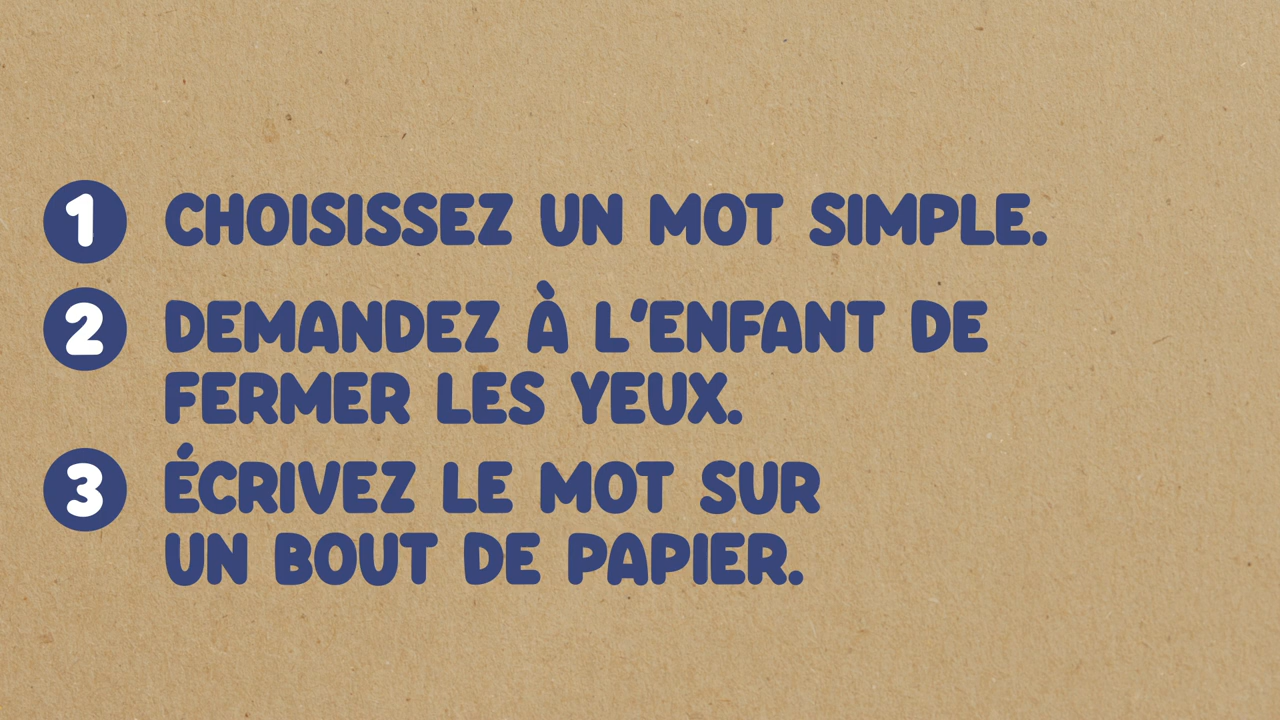 1 CHOISISSEZ UN MOT SIMPLE.
2 DEMANDEZ À L'ENFANT DE
FERMER LES YEUX.
3 ÉCRIVEZ LE MOT SUR
UN BOUT DE PAPIER.